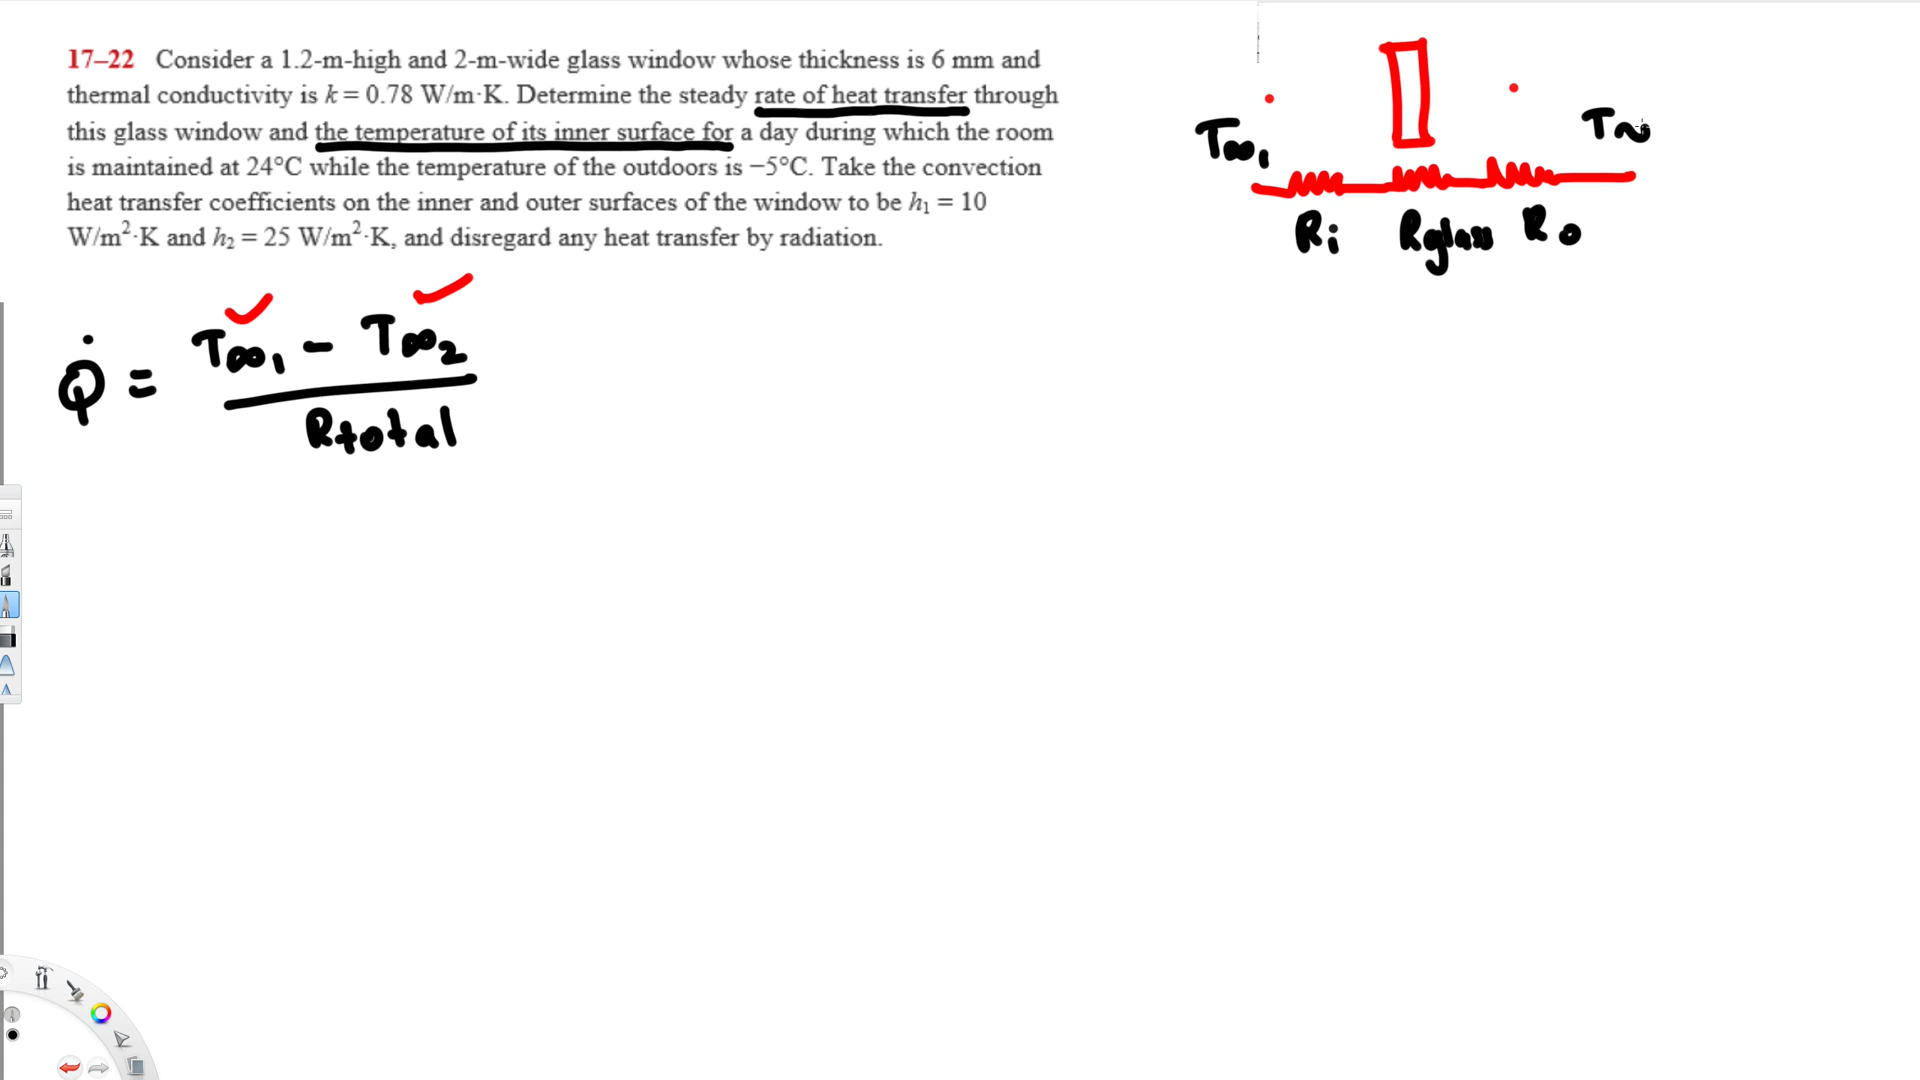 17–22 Consider a 1.2-m-high and 2-m-wide glass window whose thickness is 6 mm and
thermal conductivity is k = 0.78 W/m·K. Determine the steady rate of heat transfer through
this glass window and the temperature of its inner surface for a day during which the room
is maintained at 24°C while the temperature of the outdoors is −5°C. Take the convection
heat transfer coefficients on the inner and outer surfaces of the window to be h₁ = 10
W/m²·K and h₂ = 25 W/m²·K, and disregard any heat transfer by radiation.
T∞₁
T
Ri Rglass Ro
Q̇ = T∞₁ − T∞₂
Rtotal